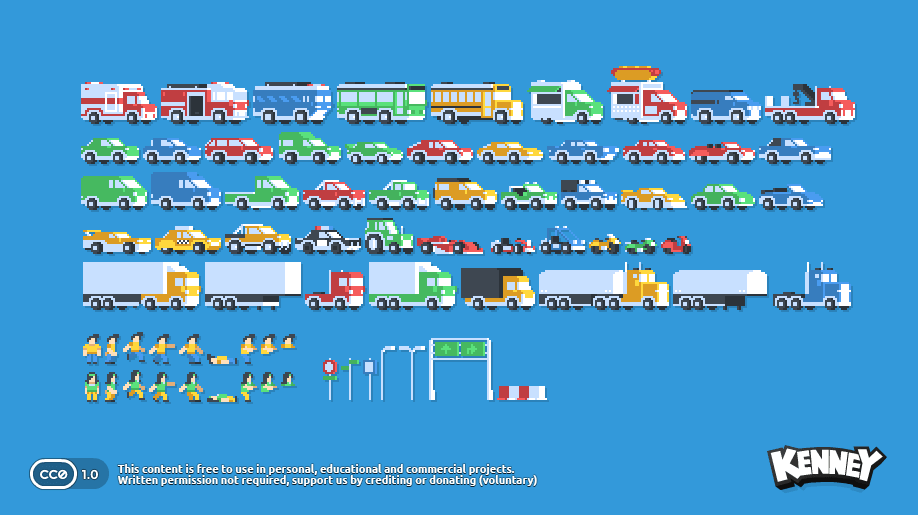 CC0 1.0
This content is free to use in personal, educational and commercial projects.
Written permission not required, support us by crediting or donating (voluntary)
KENNEY